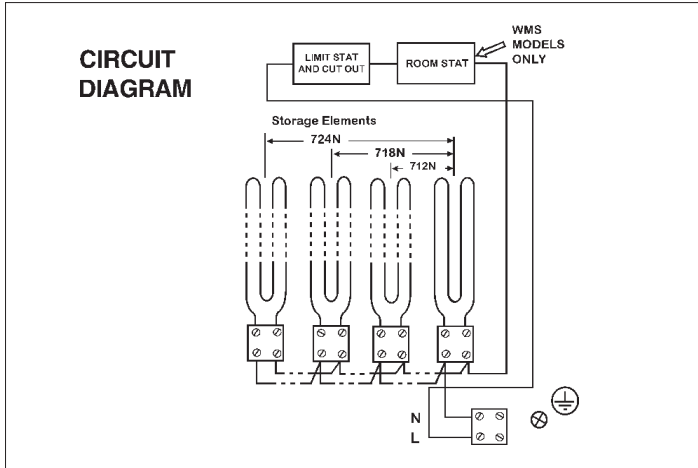 CIRCUIT
DIAGRAM
LIMIT STAT
AND CUT OUT
ROOM STAT
WMS
MODELS
ONLY
Storage Elements
724N
718N
712N
N
L